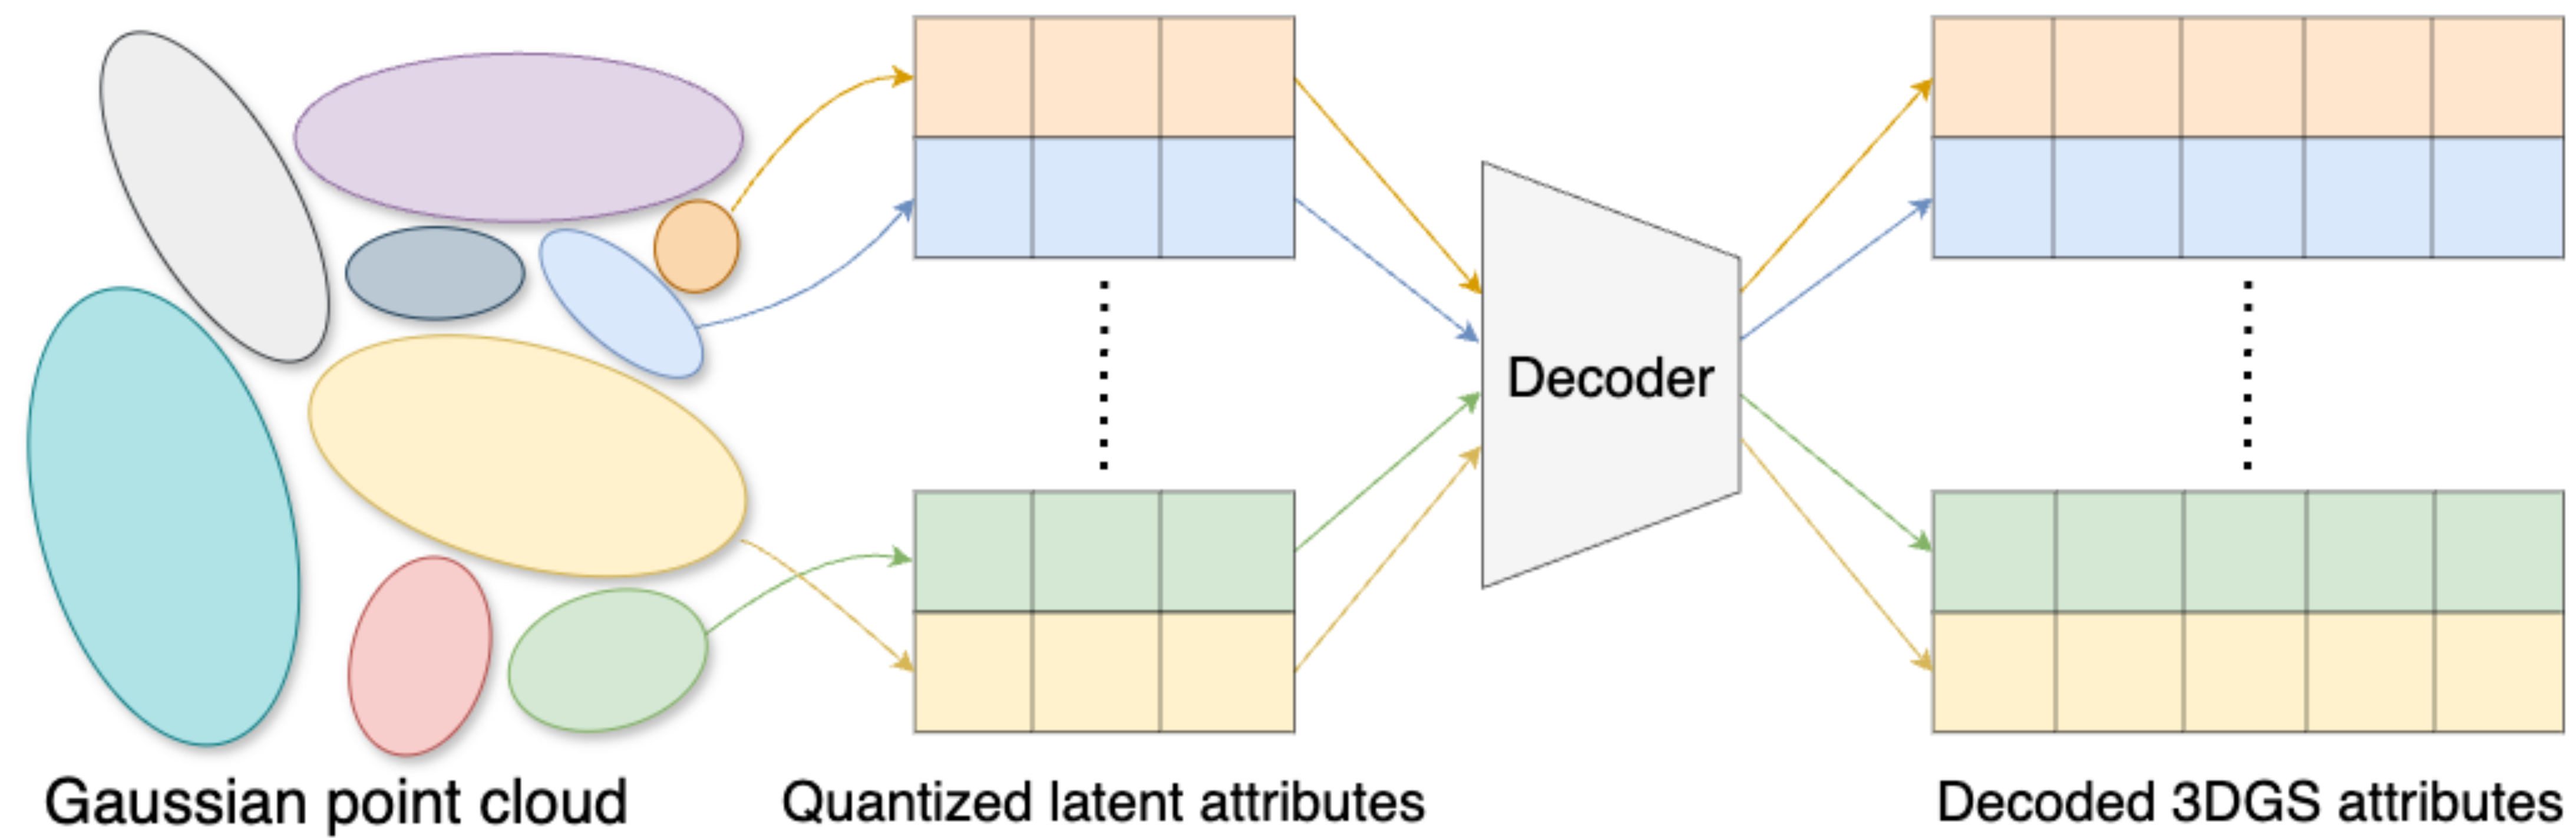 Decoder
Gaussian point cloud
Quantized latent attributes
Decoded 3DGS attributes